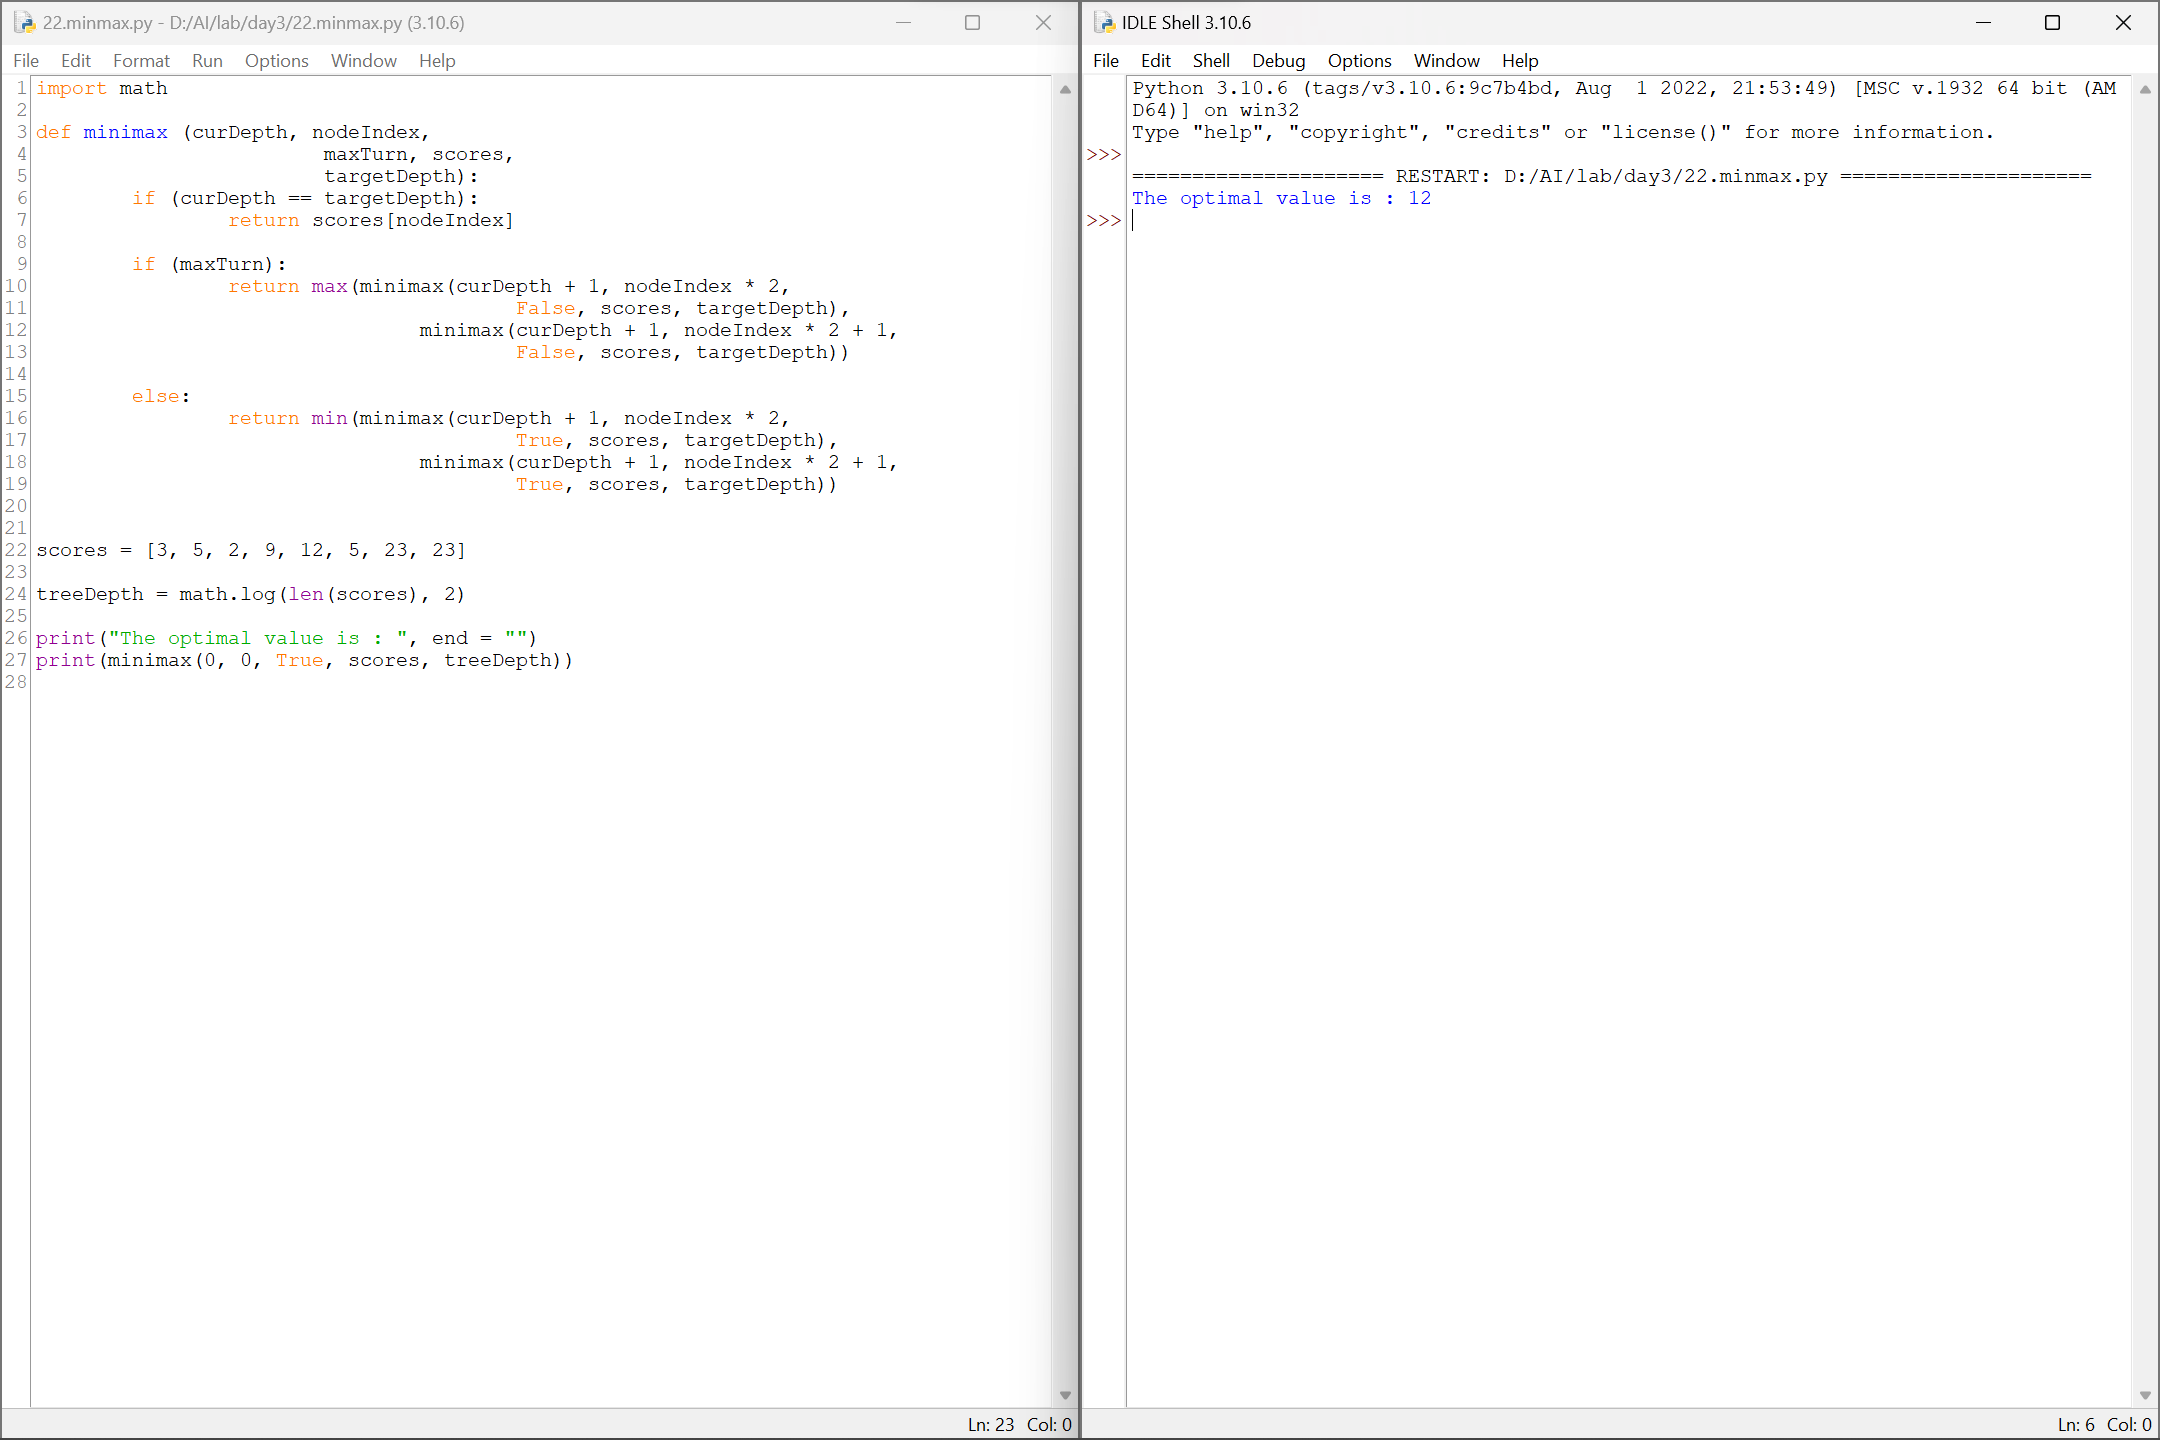 22.minmax.py - D:/AI/lab/day3/22.minmax.py (3.10.6)
File Edit Format Run Options Window Help
1 import math
2
3 def minimax (curDepth, nodeIndex,
4                         maxTurn, scores,
5                         targetDepth):
6         if (curDepth == targetDepth):
7                 return scores[nodeIndex]
8
9         if (maxTurn):
10                 return max(minimax(curDepth + 1, nodeIndex * 2,
11                                         False, scores, targetDepth),
12                                 minimax(curDepth + 1, nodeIndex * 2 + 1,
13                                         False, scores, targetDepth))
14
15         else:
16                 return min(minimax(curDepth + 1, nodeIndex * 2,
17                                         True, scores, targetDepth),
18                                 minimax(curDepth + 1, nodeIndex * 2 + 1,
19                                         True, scores, targetDepth))
20
21
22 scores = [3, 5, 2, 9, 12, 5, 23, 23]
23
24 treeDepth = math.log(len(scores), 2)
25
26 print("The optimal value is : ", end = "")
27 print(minimax(0, 0, True, scores, treeDepth))
28
Ln: 23 Col: 0
IDLE Shell 3.10.6
File Edit Shell Debug Options Window Help
Python 3.10.6 (tags/v3.10.6:9c7b4bd, Aug  1 2022, 21:53:49) [MSC v.1932 64 bit (AM
D64)] on win32
Type "help", "copyright", "credits" or "license()" for more information.
>>>
===================== RESTART: D:/AI/lab/day3/22.minmax.py =====================
The optimal value is : 12
>>>
Ln: 6 Col: 0